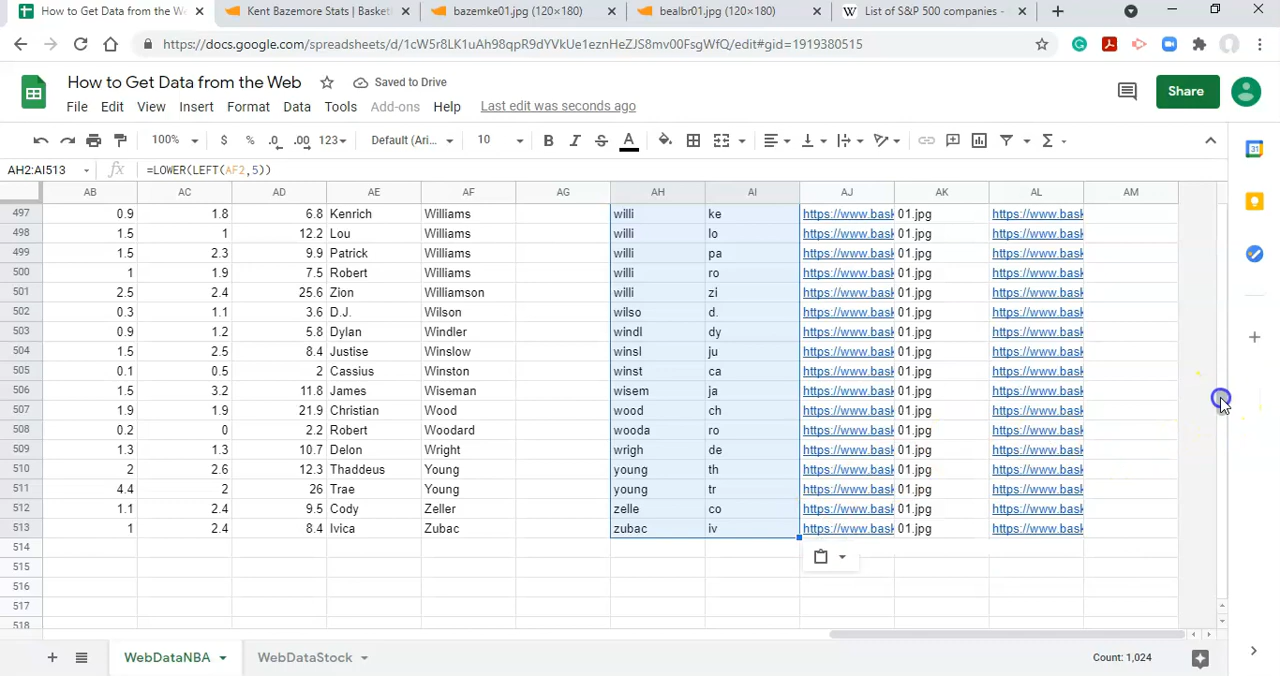 How to Get Data from the W
Kent Bazemore Stats | Basket
bazemke01.jpg (120×180)
bealbr01.jpg (120×180)
List of S&P 500 companies -
https://docs.google.com/spreadsheets/d/1cW5r8LK1uAh98qpR9dYVkUe1eznHeZJS8mv00FsgWfQ/edit#gid=1919380515
How to Get Data from the Web
Saved to Drive
Share
File Edit View Insert Format Data Tools Add-ons Help Last edit was seconds ago
100% $ % .0 .00 123 Default (Ari... 10 B I S A
AH2:AI513 fx =LOWER(LEFT(AF2,5))
AB AC AD AE AF AG AH AI AJ AK AL AM
497 0.9 1.8 6.8 Kenrich Williams willi ke https://www.bask 01.jpg https://www.bask
498 1.5 1 12.2 Lou Williams willi lo https://www.bask 01.jpg https://www.bask
499 1.5 2.3 9.9 Patrick Williams willi pa https://www.bask 01.jpg https://www.bask
500 1 1.9 7.5 Robert Williams willi ro https://www.bask 01.jpg https://www.bask
501 2.5 2.4 25.6 Zion Williamson willi zi https://www.bask 01.jpg https://www.bask
502 0.3 1.1 3.6 D.J. Wilson wilso d. https://www.bask 01.jpg https://www.bask
503 0.9 1.2 5.8 Dylan Windler windl dy https://www.bask 01.jpg https://www.bask
504 1.5 2.5 8.4 Justise Winslow winsl ju https://www.bask 01.jpg https://www.bask
505 0.1 0.5 2 Cassius Winston winst ca https://www.bask 01.jpg https://www.bask
506 1.5 3.2 11.8 James Wiseman wisem ja https://www.bask 01.jpg https://www.bask
507 1.9 1.9 21.9 Christian Wood wood ch https://www.bask 01.jpg https://www.bask
508 0.2 0 2.2 Robert Woodard wooda ro https://www.bask 01.jpg https://www.bask
509 1.3 1.3 10.7 Delon Wright wrigh de https://www.bask 01.jpg https://www.bask
510 2 2.6 12.3 Thaddeus Young young th https://www.bask 01.jpg https://www.bask
511 4.4 2 26 Trae Young young tr https://www.bask 01.jpg https://www.bask
512 1.1 2.4 9.5 Cody Zeller zelle co https://www.bask 01.jpg https://www.bask
513 1 2.4 8.4 Ivica Zubac zubac iv https://www.bask 01.jpg https://www.bask
514
515
516
517
518
WebDataNBA WebDataStock Count: 1,024